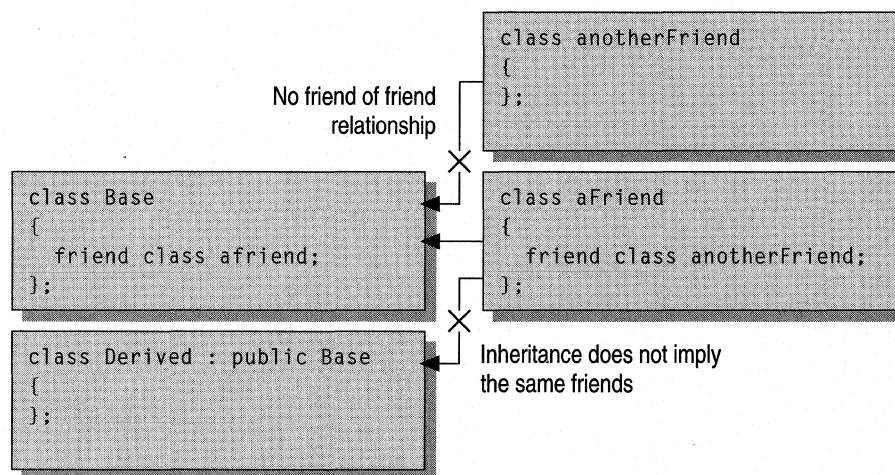 class anotherFriend
{
};
No friend of friend
relationship
class Base
{
friend class afriend;
};
class aFriend
{
friend class anotherFriend;
};
class Derived : public Base
{
};
Inheritance does not imply
the same friends